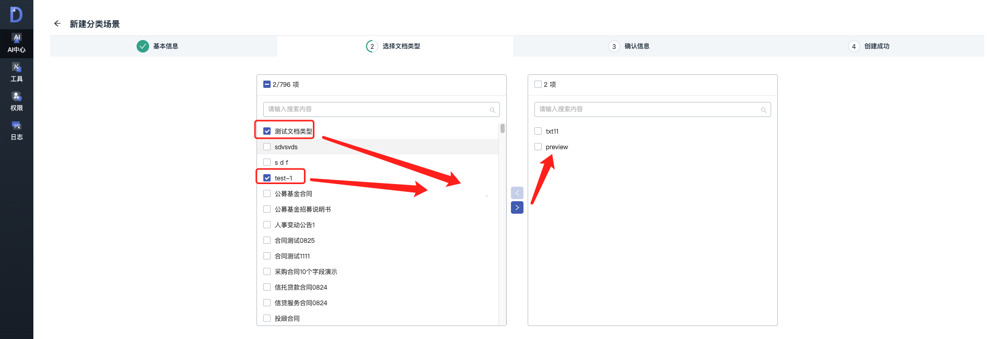 新建分类场景
AI
AI中心
工具
权限
日志
基本信息
2 选择文档类型
3 确认信息
4 创建成功
2/796 项
请输入搜索内容
测试文档类型
sdvsvds
s d f
test-1
公募基金合同
公募基金招募说明书
人事变动公告1
合同测试0825
合同测试1111
采购合同10个字段演示
信托贷款合同0824
信贷服务合同0824
投顾合同
2 项
请输入搜索内容
txt11
preview